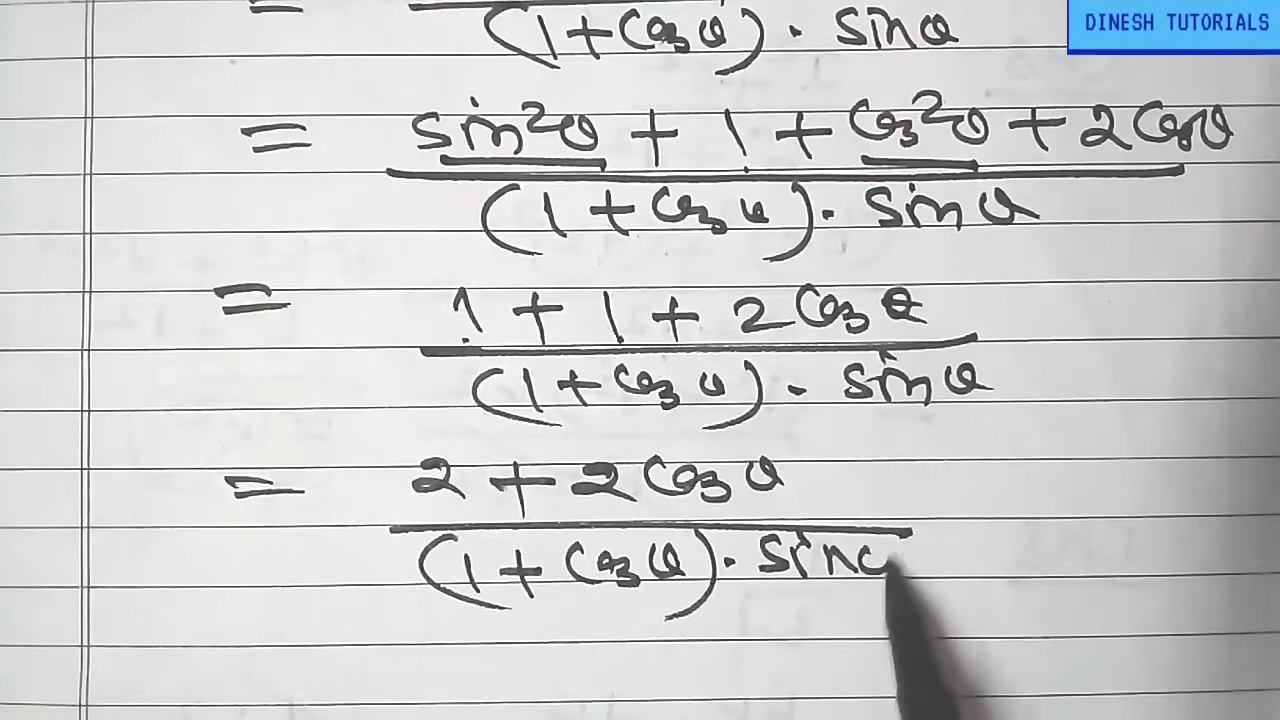 DINESH TUTORIALS
=
(1+cosθ) · sinθ
= sin²θ + 1 + cos²θ + 2cosθ
(1 + cosθ) · sinθ
= 1 + 1 + 2cosθ
(1 + cosθ) · sinθ
= 2 + 2cosθ
(1 + cosθ) · sin